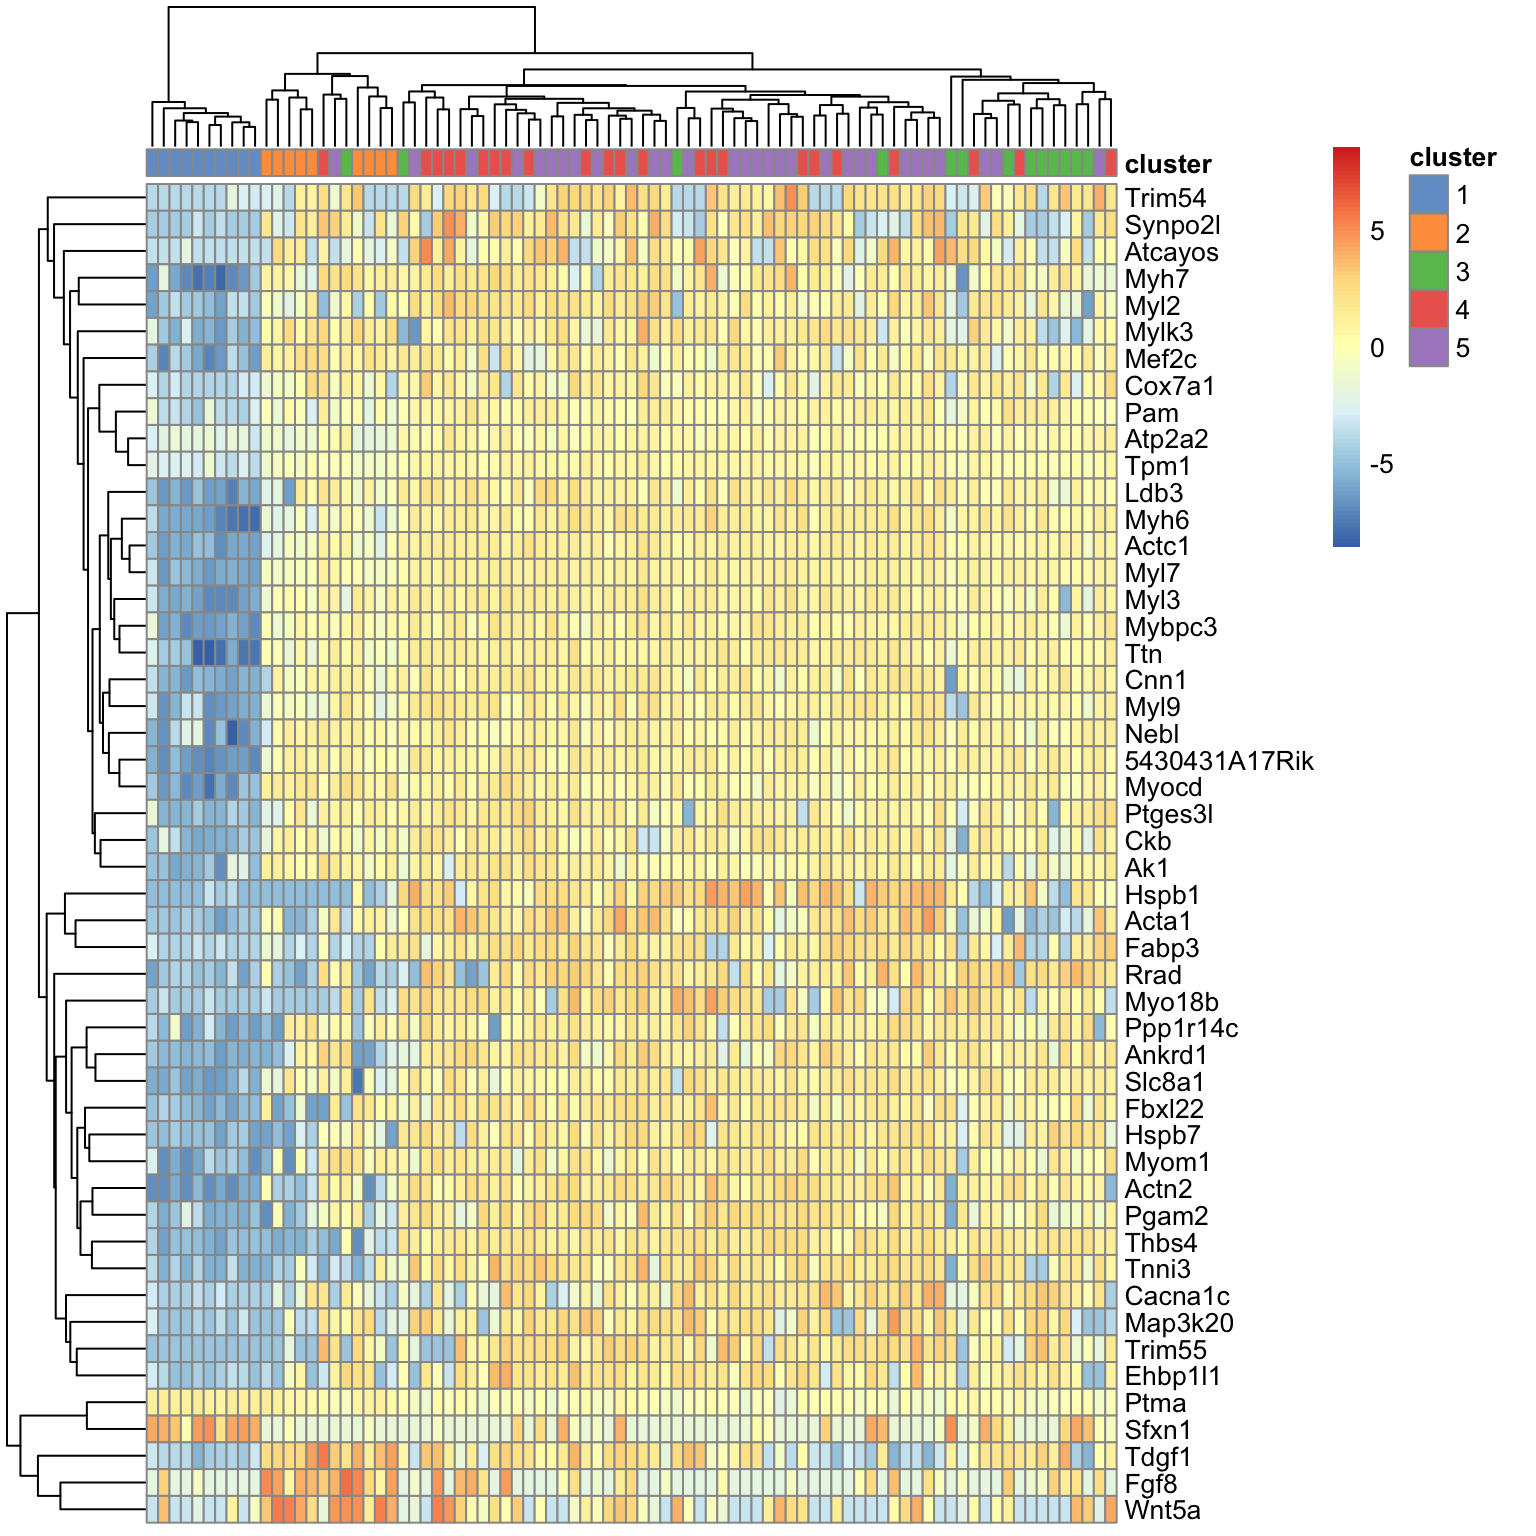 cluster
Trim54
Synpo2l
Atcayos
Myh7
Myl2
Mylk3
Mef2c
Cox7a1
Pam
Atp2a2
Tpm1
Ldb3
Myh6
Actc1
Myl7
Myl3
Mybpc3
Ttn
Cnn1
Myl9
Nebl
5430431A17Rik
Myocd
Ptges3l
Ckb
Ak1
Hspb1
Acta1
Fabp3
Rrad
Myo18b
Ppp1r14c
Ankrd1
Slc8a1
Fbxl22
Hspb7
Myom1
Actn2
Pgam2
Thbs4
Tnni3
Cacna1c
Map3k20
Trim55
Ehbp1l1
Ptma
Sfxn1
Tdgf1
Fgf8
Wnt5a
5
0
-5
cluster
1
2
3
4
5